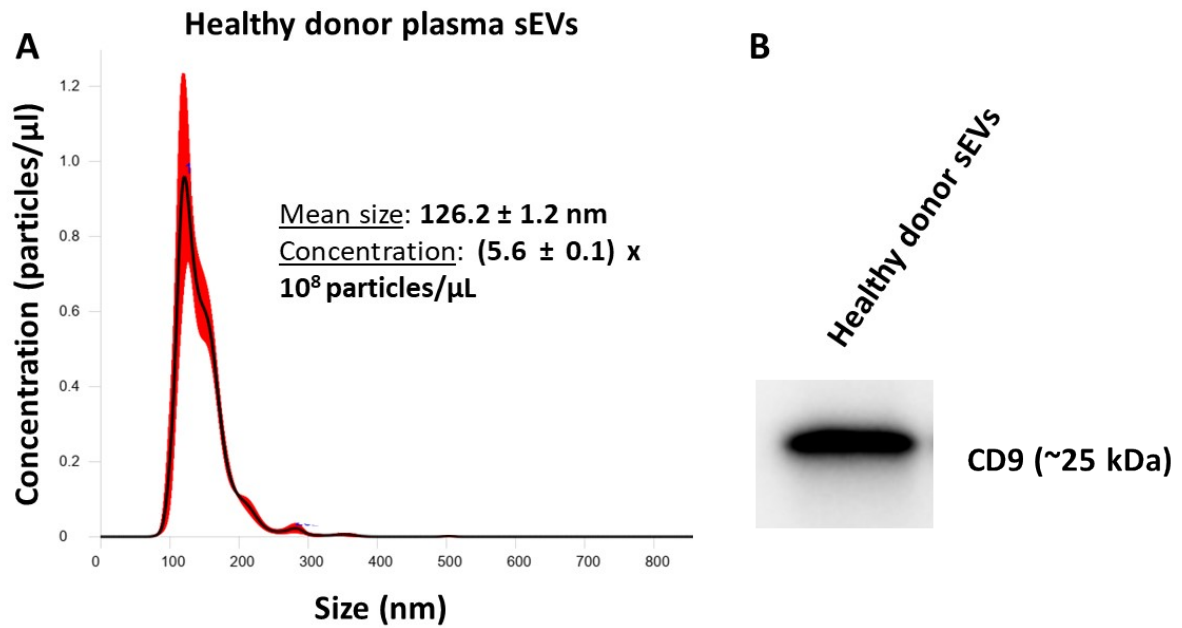 A
Healthy donor plasma sEVs
Concentration (particles/µl)
1.2
1.0
0.8
0.6
0.4
0.2
0
Mean size: 126.2 ± 1.2 nm
Concentration: (5.6 ± 0.1) x
10⁸ particles/µL
0 100 200 300 400 500 600 700 800
Size (nm)
B
Healthy donor sEVs
CD9 (~25 kDa)